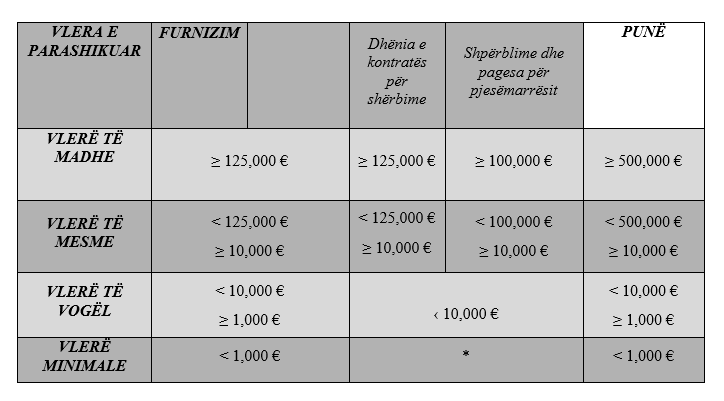 VLERA E
PARASHIKUAR
FURNIZIM
Dhënia e
kontratës
për
shërbime
Shpërblime dhe
pagesa për
pjesëmarrësit
PUNË
VLERË TË
MADHE
≥ 125,000 €
≥ 125,000 €
≥ 100,000 €
≥ 500,000 €
VLERË TË
MESME
< 125,000 €
≥ 10,000 €
< 125,000 €
≥ 10,000 €
< 100,000 €
≥ 10,000 €
< 500,000 €
≥ 10,000 €
VLERË TË
VOGËL
< 10,000 €
≥ 1,000 €
‹ 10,000 €
< 10,000 €
≥ 1,000 €
VLERË
MINIMALE
< 1,000 €
*
< 1,000 €